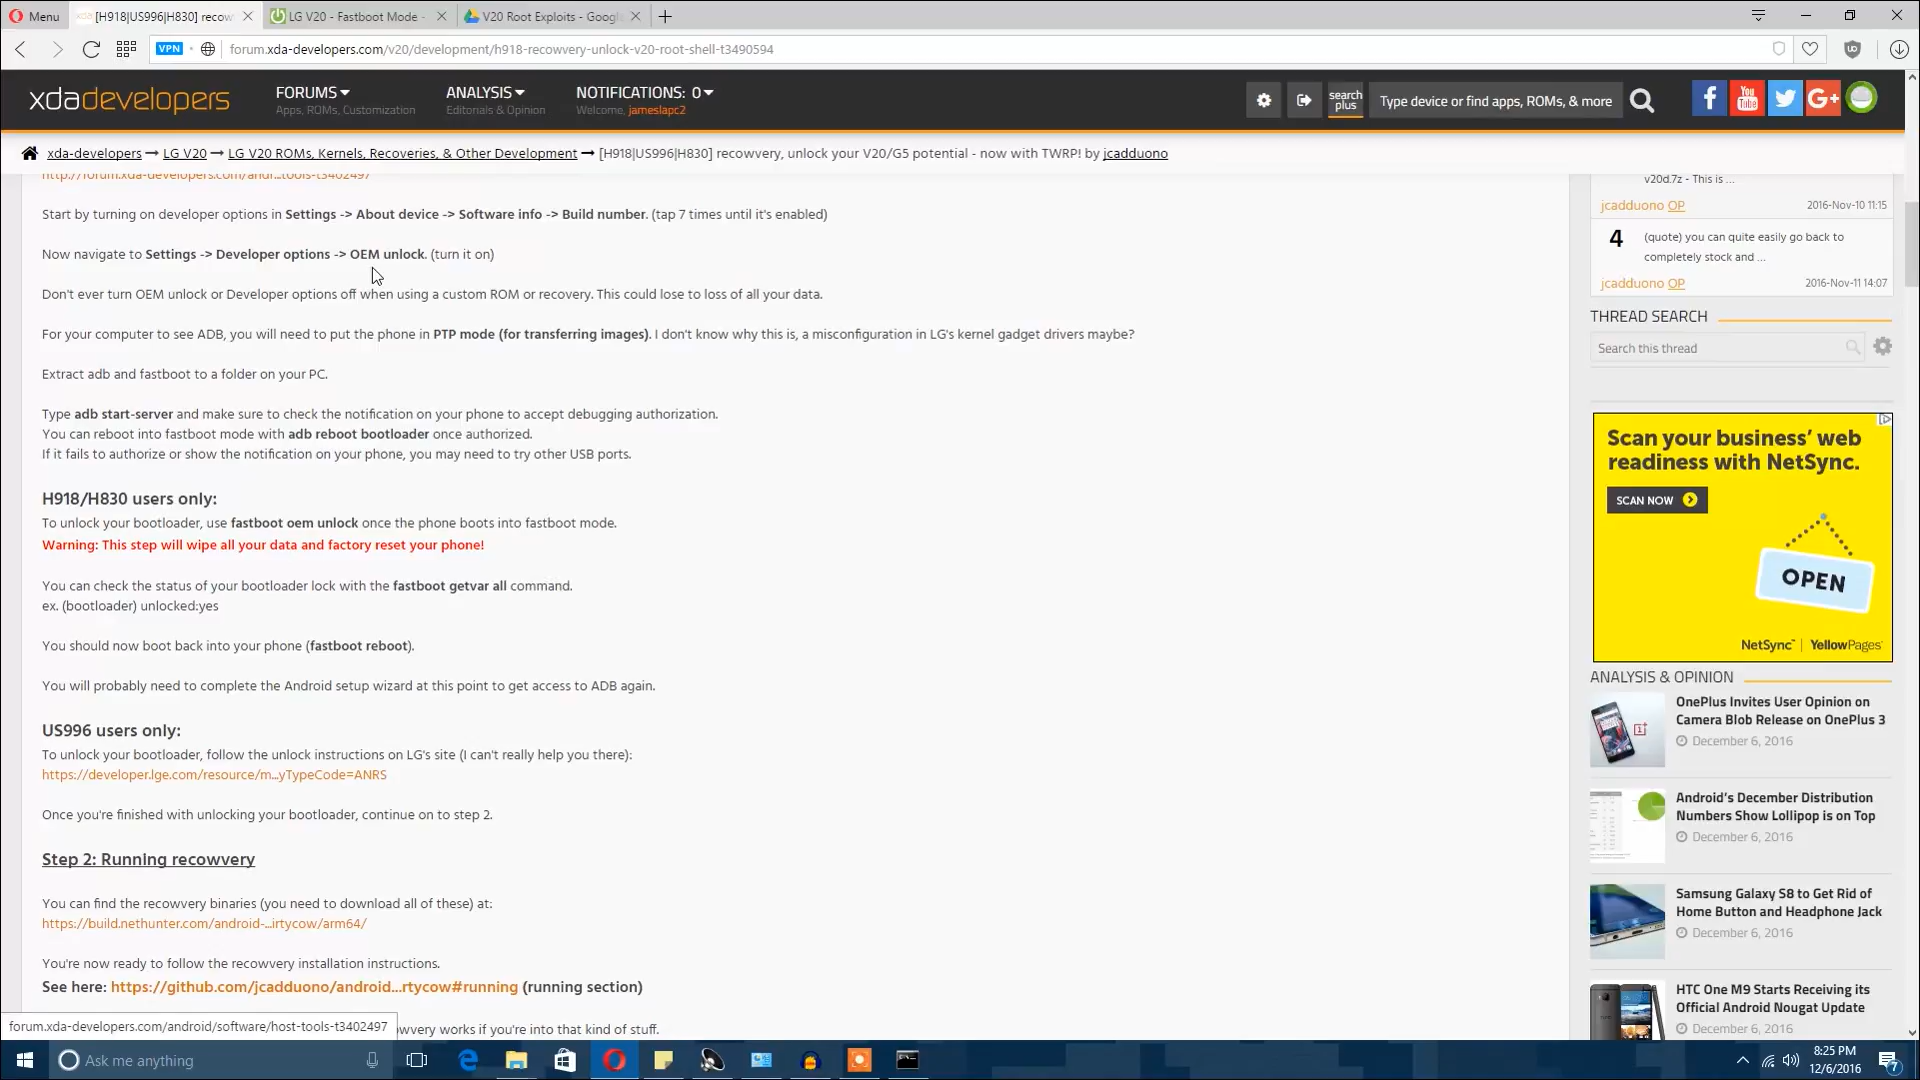 Menu
[H918|US996|H830] recow
LG V20 - Fastboot Mode -
V20 Root Exploits - Googl
VPN
forum.xda-developers.com/v20/development/h918-recowvery-unlock-v20-root-shell-t3490594
xdadevelopers
FORUMS
Apps, ROMs, Customization
ANALYSIS
Editorials & Opinion
NOTIFICATIONS: 0
Welcome, jameslapc2
search plus
Type device or find apps, ROMs, & more
You Tube
G+
xda-developers → LG V20 → LG V20 ROMs, Kernels, Recoveries, & Other Development → [H918|US996|H830] recowvery, unlock your V20/G5 potential - now with TWRP! by jcadduono
http://forum.xda-developers.com/andr...tools-t3402497
Start by turning on developer options in Settings -> About device -> Software info -> Build number. (tap 7 times until it's enabled)
Now navigate to Settings -> Developer options -> OEM unlock. (turn it on)
Don't ever turn OEM unlock or Developer options off when using a custom ROM or recovery. This could lose to loss of all your data.
For your computer to see ADB, you will need to put the phone in PTP mode (for transferring images). I don't know why this is, a misconfiguration in LG's kernel gadget drivers maybe?
Extract adb and fastboot to a folder on your PC.
Type adb start-server and make sure to check the notification on your phone to accept debugging authorization.
You can reboot into fastboot mode with adb reboot bootloader once authorized.
If it fails to authorize or show the notification on your phone, you may need to try other USB ports.
H918/H830 users only:
To unlock your bootloader, use fastboot oem unlock once the phone boots into fastboot mode.
Warning: This step will wipe all your data and factory reset your phone!
You can check the status of your bootloader lock with the fastboot getvar all command.
ex. (bootloader) unlocked:yes
You should now boot back into your phone (fastboot reboot).
You will probably need to complete the Android setup wizard at this point to get access to ADB again.
US996 users only:
To unlock your bootloader, follow the unlock instructions on LG's site (I can't really help you there):
https://developer.lge.com/resource/m...yTypeCode=ANRS
Once you're finished with unlocking your bootloader, continue on to step 2.
Step 2: Running recowvery
You can find the recowvery binaries (you need to download all of these) at:
https://build.nethunter.com/android-...irtycow/arm64/
You're now ready to follow the recowvery installation instructions.
See here: https://github.com/jcadduono/android...rtycow#running (running section)
wvery works if you're into that kind of stuff.
forum.xda-developers.com/android/software/host-tools-t3402497
v20d.7z - This is ...
jcadduono OP
2016-Nov-10 11:15
4
(quote) you can quite easily go back to
completely stock and ...
jcadduono OP
2016-Nov-11 14:07
THREAD SEARCH
Search this thread
Scan your business' web
readiness with NetSync.
SCAN NOW
OPEN
NetSync™ | YellowPages™
ANALYSIS & OPINION
OnePlus Invites User Opinion on
Camera Blob Release on OnePlus 3
December 6, 2016
Android's December Distribution
Numbers Show Lollipop is on Top
December 6, 2016
Samsung Galaxy S8 to Get Rid of
Home Button and Headphone Jack
December 6, 2016
HTC One M9 Starts Receiving its
Official Android Nougat Update
December 6, 2016
Ask me anything
8:25 PM
12/6/2016
7